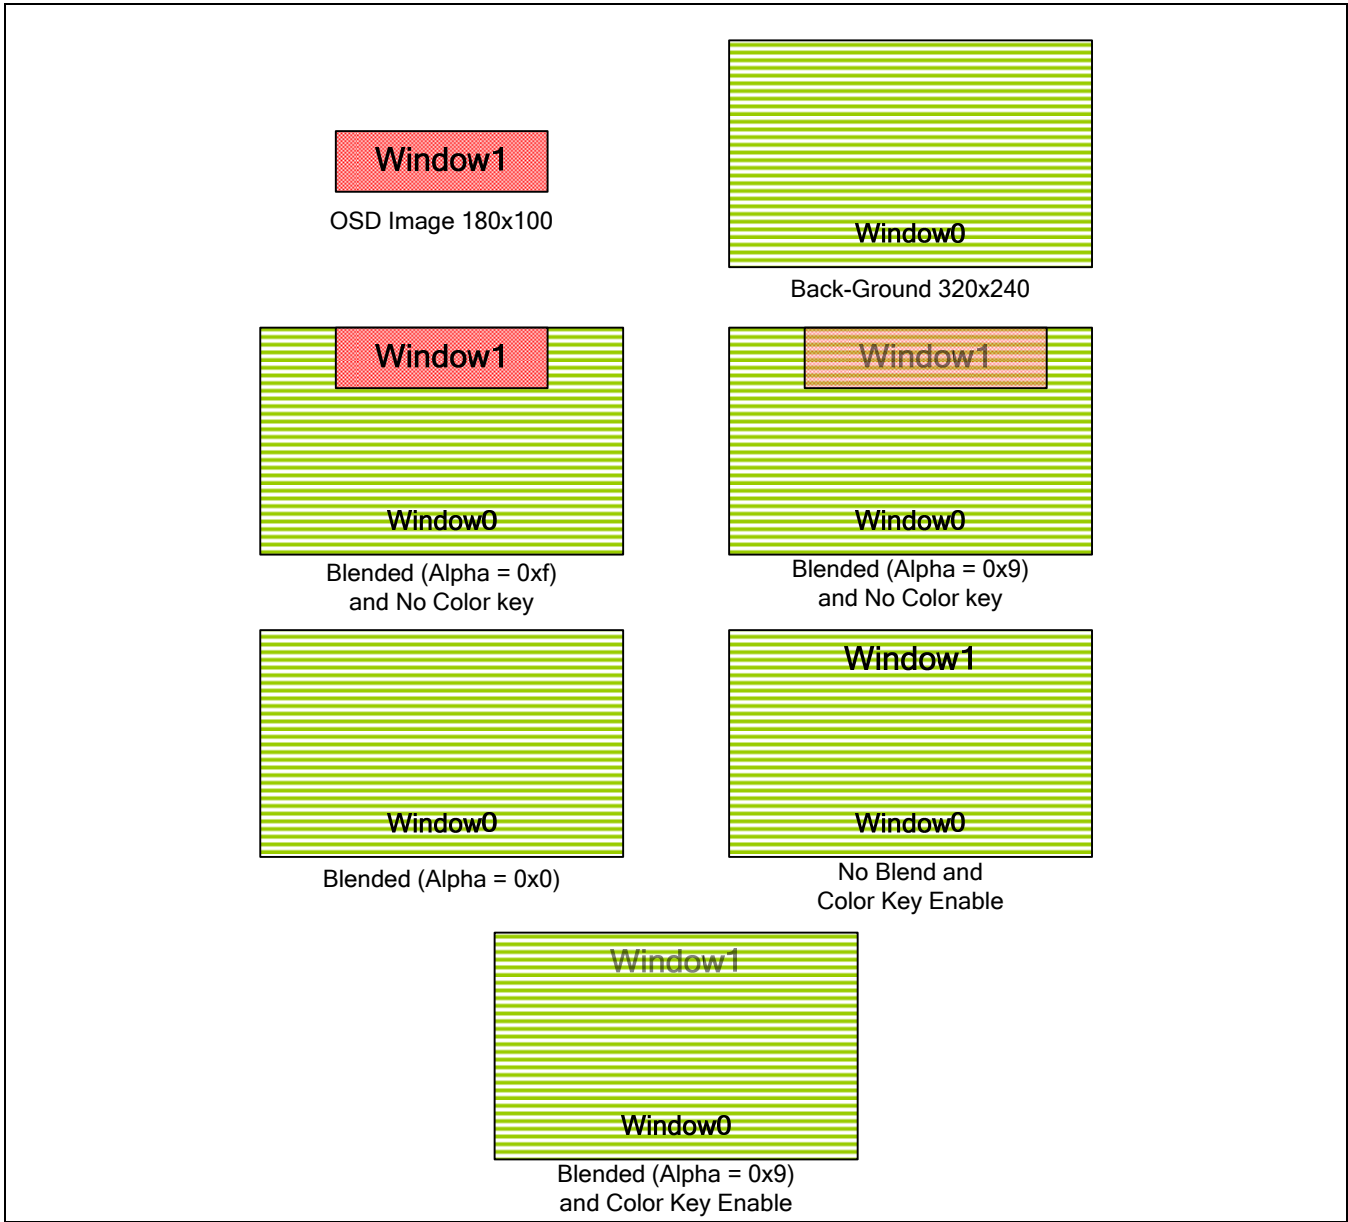 Window1
OSD Image 180x100
Window0
Back-Ground 320x240
Window1
Window0
Blended (Alpha = 0xf)
and No Color key
Window1
Window0
Blended (Alpha = 0x9)
and No Color key
Window0
Blended (Alpha = 0x0)
Window1
Window0
No Blend and
Color Key Enable
Window1
Window0
Blended (Alpha = 0x9)
and Color Key Enable